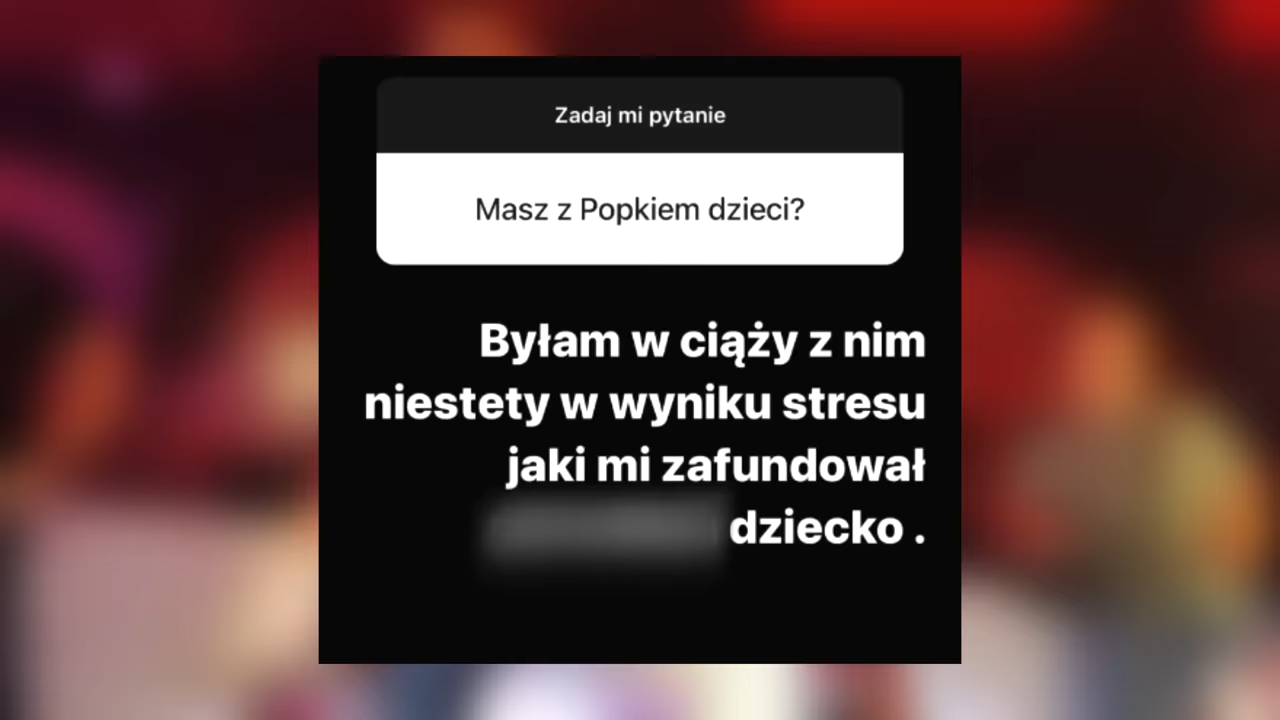 Zadaj mi pytanie
Masz z Popkiem dzieci?
Byłam w ciąży z nim
niestety w wyniku stresu
jaki mi zafundował
dziecko .